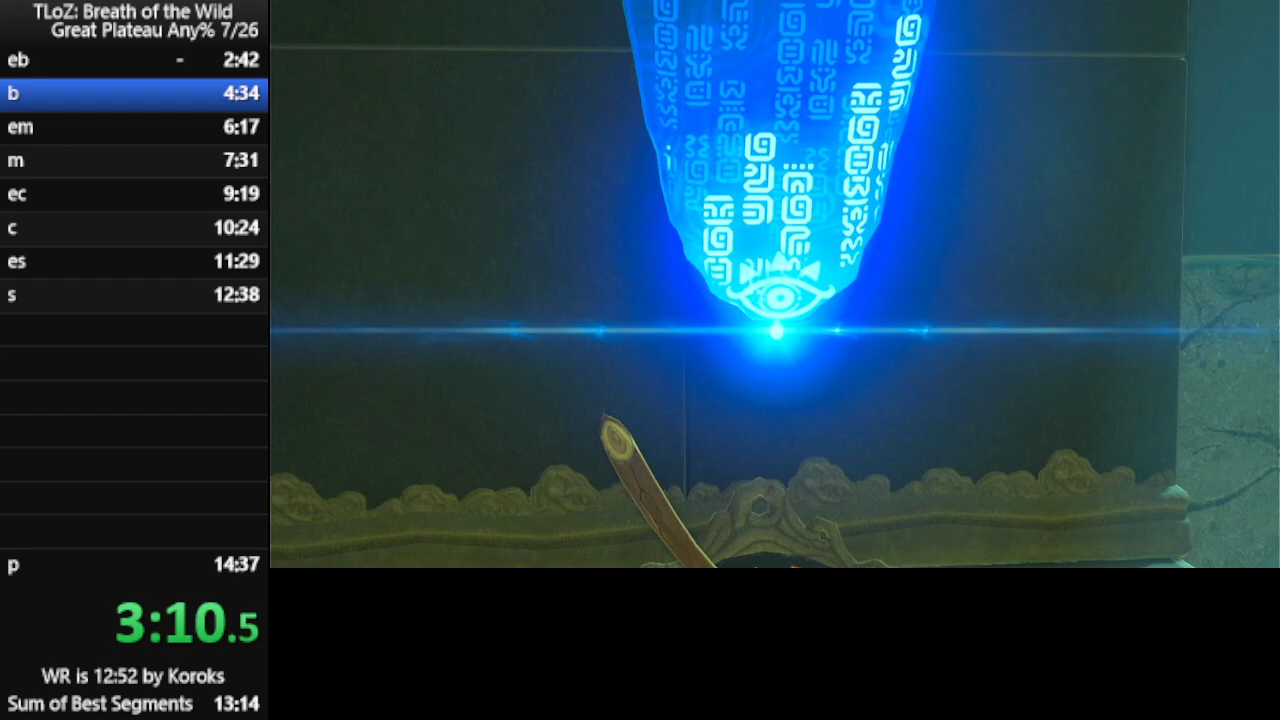 TLoZ: Breath of the Wild
Great Plateau Any% 7/26
eb - 2:42
b 4:34
em 6:17
m 7:31
ec 9:19
c 10:24
es 11:29
s 12:38
p 14:37
3:10.5
WR is 12:52 by Koroks
Sum of Best Segments 13:14